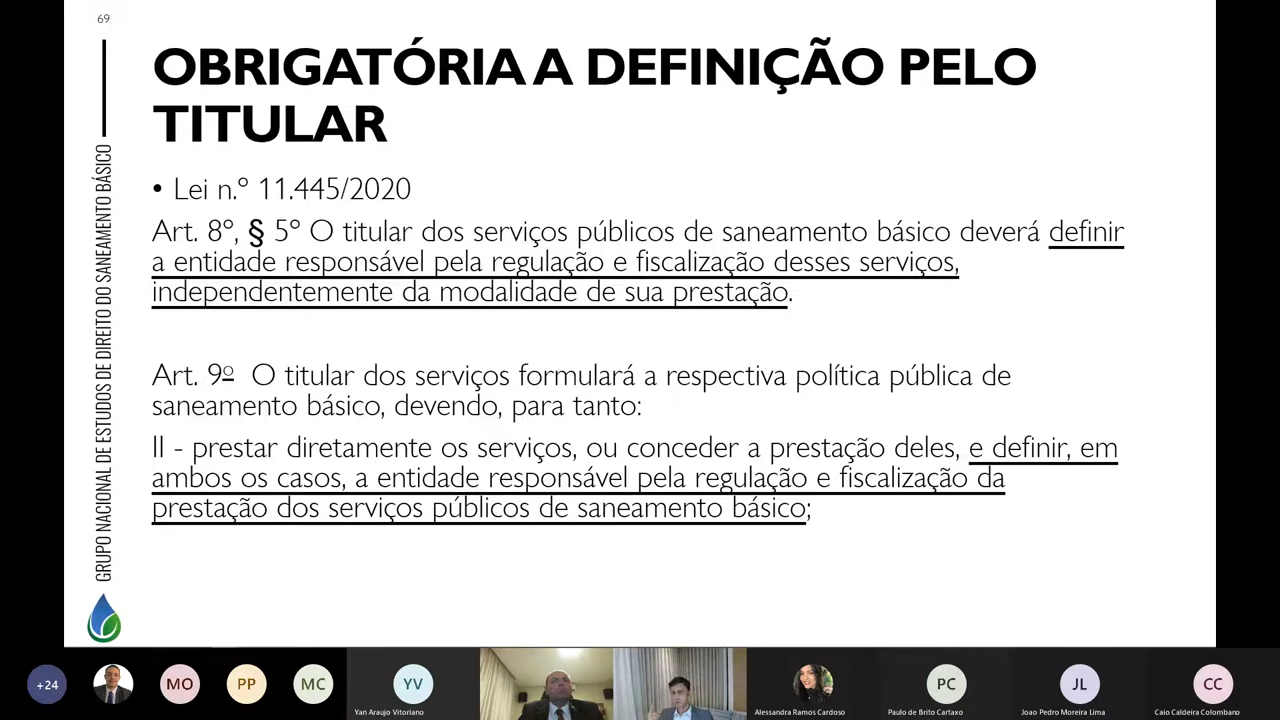 69
OBRIGATÓRIA A DEFINIÇÃO PELO
TITULAR
GRUPO NACIONAL DE ESTUDOS DE DIREITO DO SANEAMENTO BÁSICO
• Lei n.º 11.445/2020
Art. 8º, § 5º O titular dos serviços públicos de saneamento básico deverá definir
a entidade responsável pela regulação e fiscalização desses serviços,
independentemente da modalidade de sua prestação.
Art. 9º O titular dos serviços formulará a respectiva política pública de
saneamento básico, devendo, para tanto:
II - prestar diretamente os serviços, ou conceder a prestação deles, e definir, em
ambos os casos, a entidade responsável pela regulação e fiscalização da
prestação dos serviços públicos de saneamento básico;
+24
MO
PP
MC
YV
PC
JL
CC
Yan Araujo Vitoriano
Alessandra Ramos Cardoso
Paulo de Brito Cartaxo
Joao Pedro Moreira Lima
Caio Caldeira Colombano